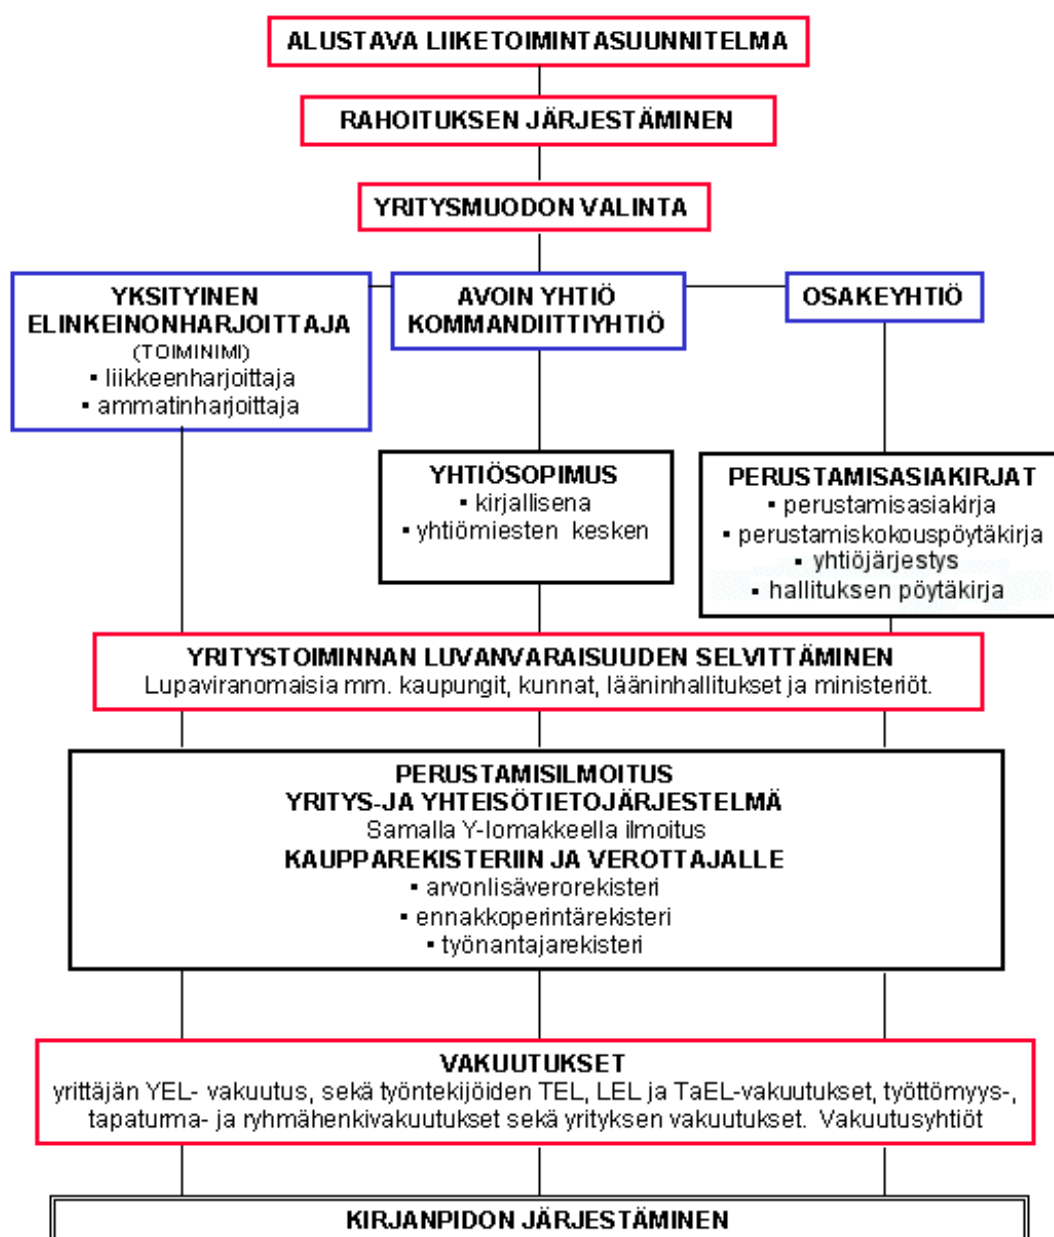 ALUSTAVA LIIKETOIMINTASUUNNITELMA
RAHOITUKSEN JÄRJESTÄMINEN
YRITYSMUODON VALINTA
YKSITYINEN
ELINKEINONHARJOITTAJA
(TOIMINIMI)
▪ liikkeenharjoittaja
▪ ammatinharjoittaja
AVOIN YHTIÖ
KOMMANDIITTIYHTIÖ
OSAKEYHTIÖ
YHTIÖSOPIMUS
▪ kirjallisena
▪ yhtiömiesten kesken
PERUSTAMISASIAKIRJAT
▪ perustamisasiakirja
▪ perustamiskokouspöytäkirja
▪ yhtiöjärjestys
▪ hallituksen pöytäkirja
YRITYSTOIMINNAN LUVANVARAISUUDEN SELVITTÄMINEN
Lupaviranomaisia mm. kaupungit, kunnat, lääninhallitukset ja ministeriöt.
PERUSTAMISILMOITUS
YRITYS-JA YHTEISÖTIETOJÄRJESTELMÄ
Samalla Y-lomakkeella ilmoitus
KAUPPAREKISTERIIN JA VEROTTAJALLE
▪ arvonlisäverorekisteri
▪ ennakkoperintärekisteri
▪ työnantajarekisteri
VAKUUTUKSET
yrittäjän YEL- vakuutus, sekä työntekijöiden TEL, LEL ja TaEL-vakuutukset, työttömyys-,
tapaturma- ja ryhmähenkivakuutukset sekä yrityksen vakuutukset. Vakuutusyhtiöt
KIRJANPIDON JÄRJESTÄMINEN